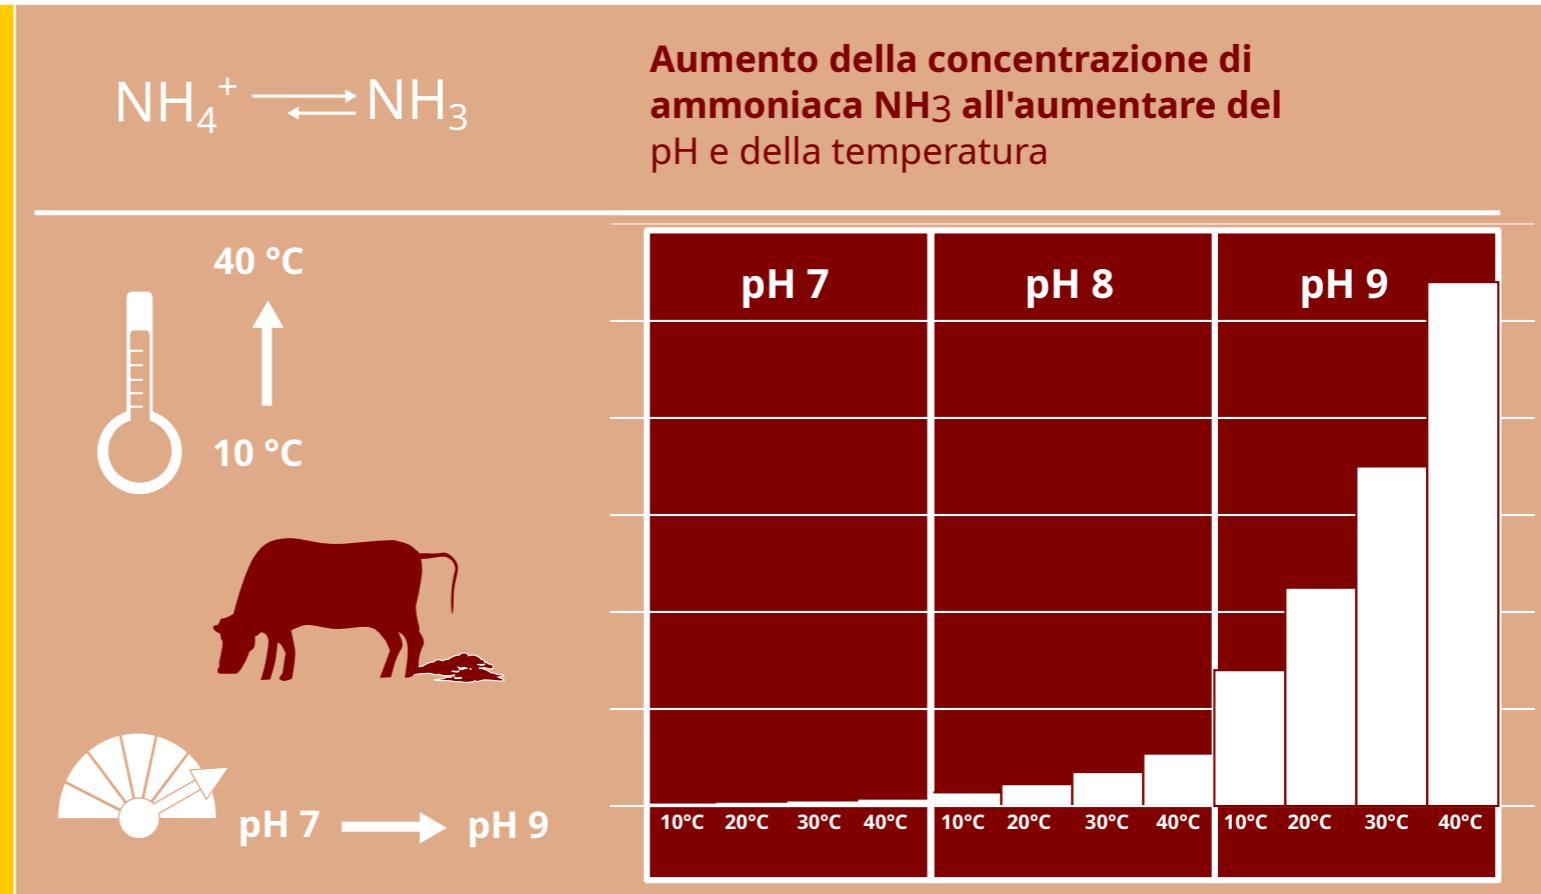 NH₄⁺ ⇄ NH₃
Aumento della concentrazione di
ammoniaca NH3 all'aumentare del
pH e della temperatura
40 °C
10 °C
pH 7 → pH 9
pH 7 pH 8 pH 9
10°C 20°C 30°C 40°C 10°C 20°C 30°C 40°C 10°C 20°C 30°C 40°C